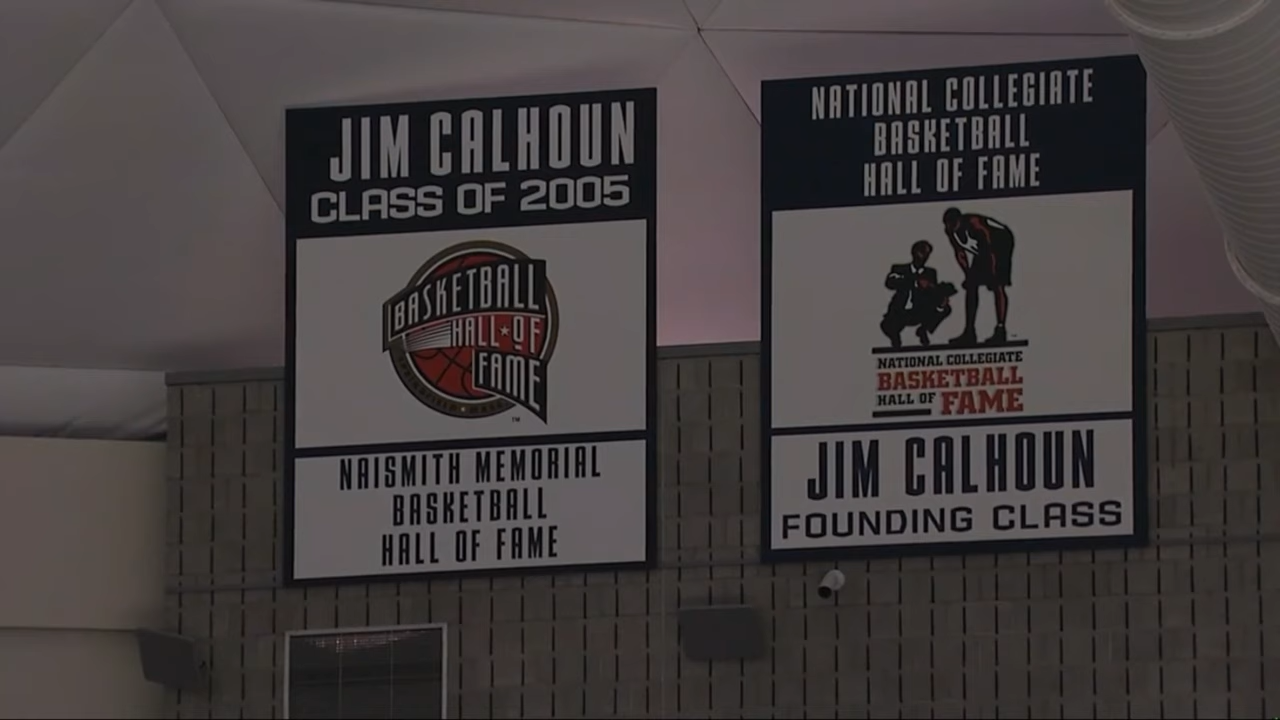 JIM CALHOUN
CLASS OF 2005
BASKETBALL
HALL OF
FAME
TM
NAISMITH MEMORIAL
BASKETBALL
HALL OF FAME
NATIONAL COLLEGIATE
BASKETBALL
HALL OF FAME
NATIONAL COLLEGIATE
BASKETBALL
HALL OF FAME
JIM CALHOUN
FOUNDING CLASS